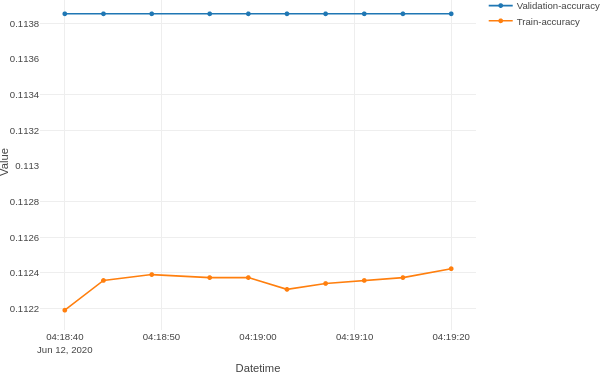 Validation-accuracy
Train-accuracy
0.1138
0.1136
0.1134
0.1132
0.113
0.1128
0.1126
0.1124
0.1122
Value
04:18:40
Jun 12, 2020
04:18:50
04:19:00
04:19:10
04:19:20
Datetime